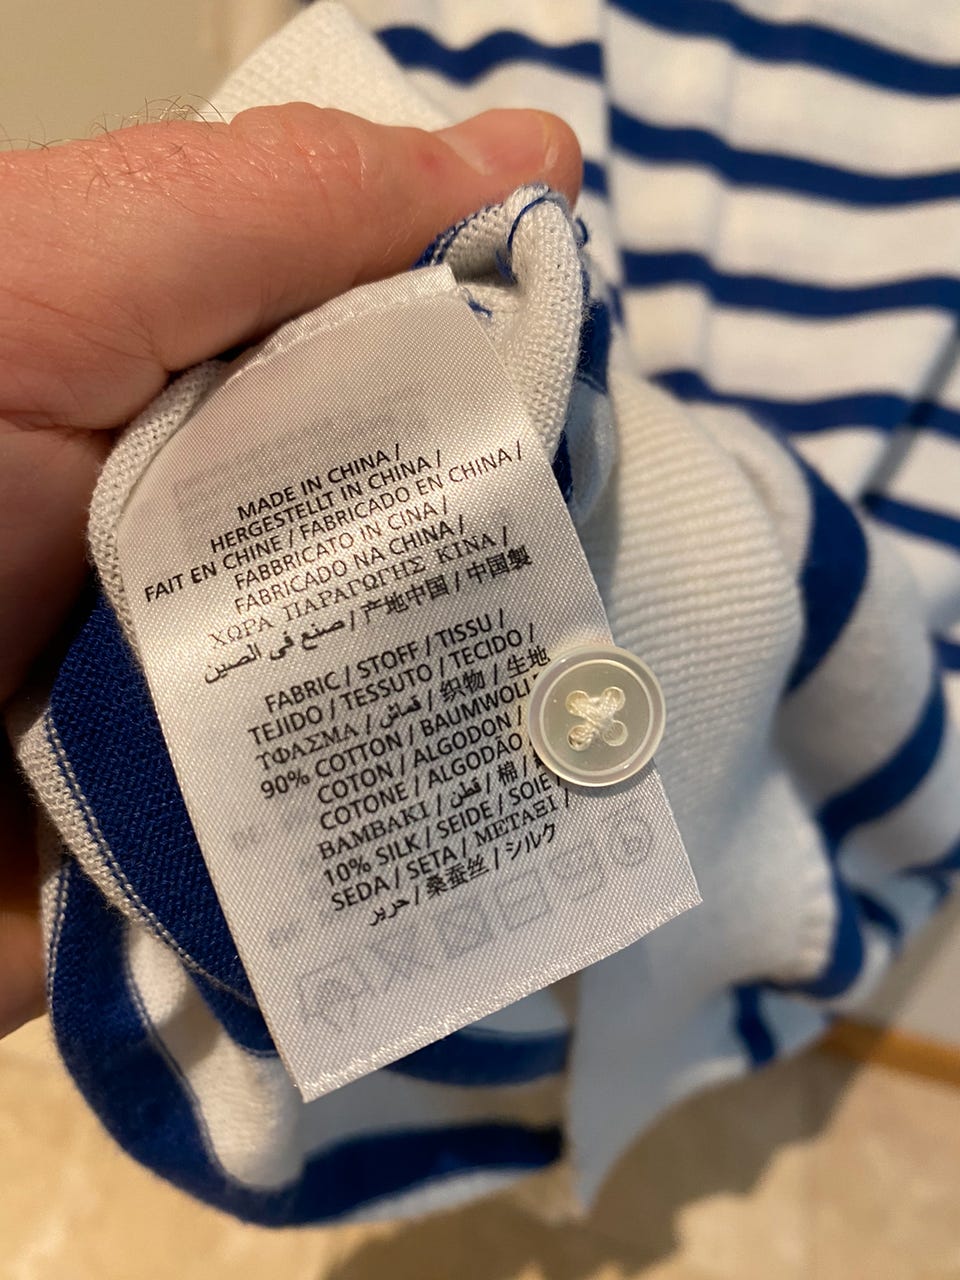 MADE IN CHINA /
HERGESTELLT IN CHINA /
FAIT EN CHINE / FABRICADO EN CHINA /
FABBRICATO IN CINA /
FABRICADO NA CHINA /
ΧΩΡΑ ΠΑΡΑΓΩΓΗΣ ΚΙΝΑ /
صنع في الصين / 产地中国 / 中国製
FABRIC / STOFF / TISSU /
TEJIDO / TESSUTO / TECIDO /
ΥΦΑΣΜΑ / قماش / 织物 / 生地
90% COTTON / BAUMWOLL
COTON / ALGODON /
COTONE / ALGODÃO
ΒΑΜΒΑΚΙ / قطن / 棉 /
10% SILK / SEIDE / SOIE /
SEDA / SETA / ΜΕΤΑΞΙ /
حرير / 桑蚕丝 / シルク